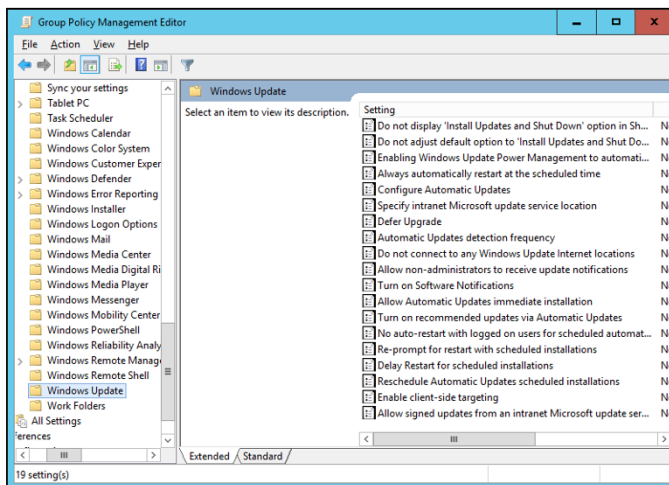 Group Policy Management Editor
File Action View Help
Sync your settings
Tablet PC
Task Scheduler
Windows Calendar
Windows Color System
Windows Customer Exper
Windows Defender
Windows Error Reporting
Windows Installer
Windows Logon Options
Windows Mail
Windows Media Center
Windows Media Digital Ri
Windows Media Player
Windows Messenger
Windows Mobility Center
Windows PowerShell
Windows Reliability Analy
Windows Remote Manag
Windows Remote Shell
Windows Update
Work Folders
All Settings
ferences
Windows Update
Select an item to view its description.
Setting
Do not display 'Install Updates and Shut Down' option in Sh... N
Do not adjust default option to 'Install Updates and Shut Do... N
Enabling Windows Update Power Management to automati... N
Always automatically restart at the scheduled time N
Configure Automatic Updates N
Specify intranet Microsoft update service location N
Defer Upgrade N
Automatic Updates detection frequency N
Do not connect to any Windows Update Internet locations N
Allow non-administrators to receive update notifications N
Turn on Software Notifications N
Allow Automatic Updates immediate installation N
Turn on recommended updates via Automatic Updates N
No auto-restart with logged on users for scheduled automat... N
Re-prompt for restart with scheduled installations N
Delay Restart for scheduled installations N
Reschedule Automatic Updates scheduled installations N
Enable client-side targeting N
Allow signed updates from an intranet Microsoft update ser... N
Extended Standard
19 setting(s)